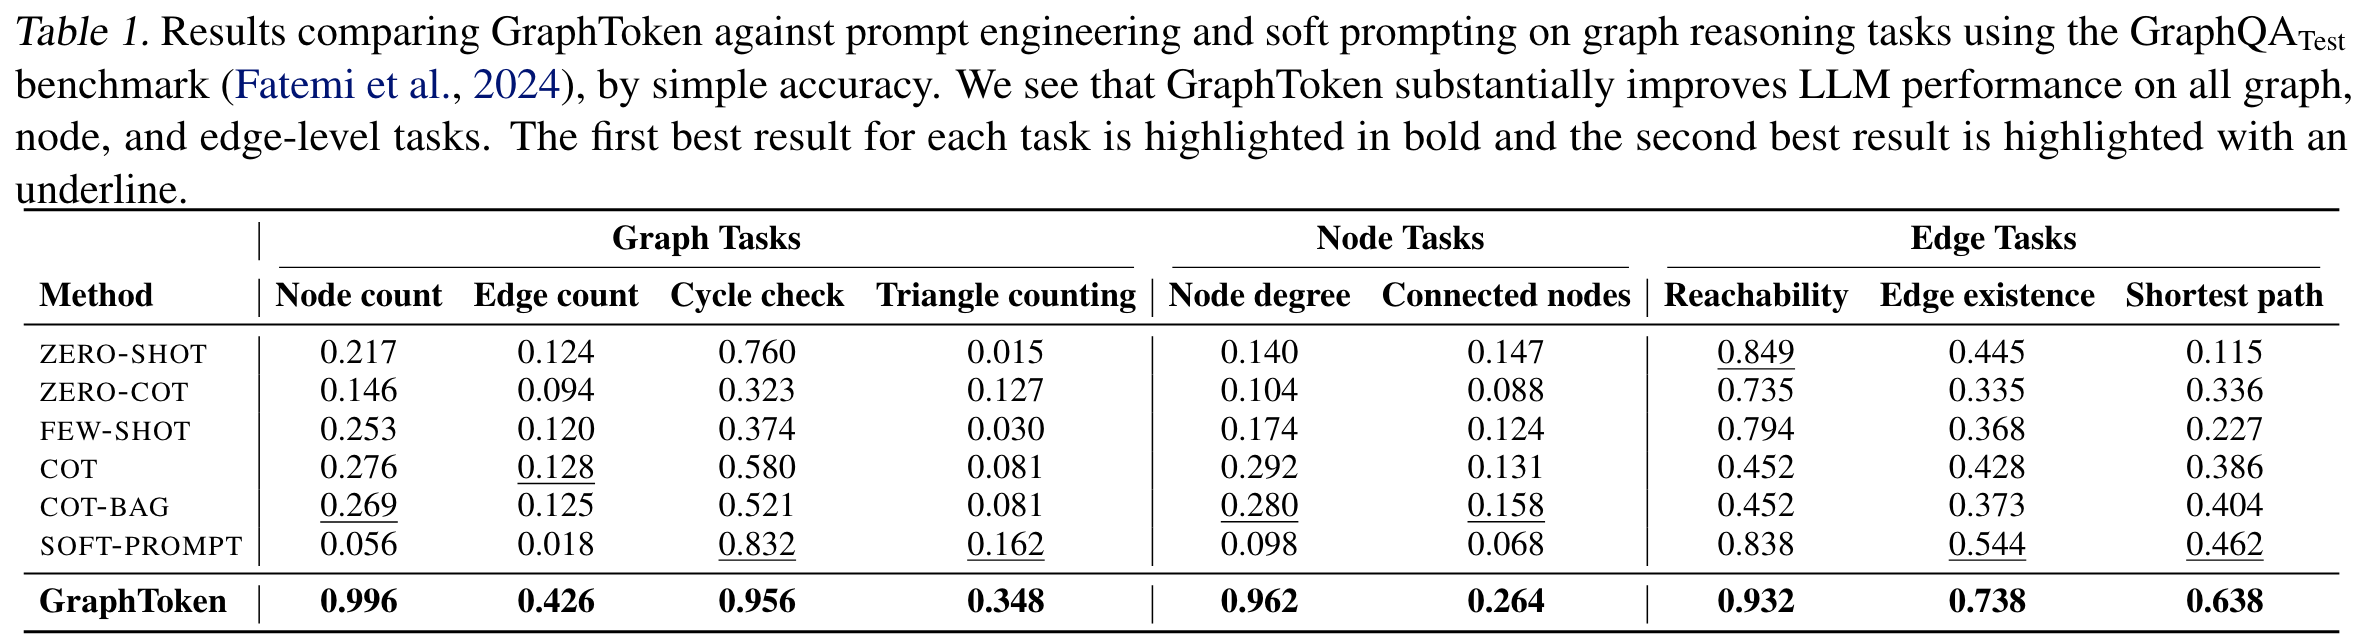 Table 1. Results comparing GraphToken against prompt engineering and soft prompting on graph reasoning tasks using the GraphQATest
benchmark (Fatemi et al., 2024), by simple accuracy. We see that GraphToken substantially improves LLM performance on all graph,
node, and edge-level tasks. The first best result for each task is highlighted in bold and the second best result is highlighted with an
underline.
Graph Tasks Node Tasks Edge Tasks
Method Node count Edge count Cycle check Triangle counting Node degree Connected nodes Reachability Edge existence Shortest path
ZERO-SHOT 0.217 0.124 0.760 0.015 0.140 0.147 0.849 0.445 0.115
ZERO-COT 0.146 0.094 0.323 0.127 0.104 0.088 0.735 0.335 0.336
FEW-SHOT 0.253 0.120 0.374 0.030 0.174 0.124 0.794 0.368 0.227
COT 0.276 0.128 0.580 0.081 0.292 0.131 0.452 0.428 0.386
COT-BAG 0.269 0.125 0.521 0.081 0.280 0.158 0.452 0.373 0.404
SOFT-PROMPT 0.056 0.018 0.832 0.162 0.098 0.068 0.838 0.544 0.462
GraphToken 0.996 0.426 0.956 0.348 0.962 0.264 0.932 0.738 0.638